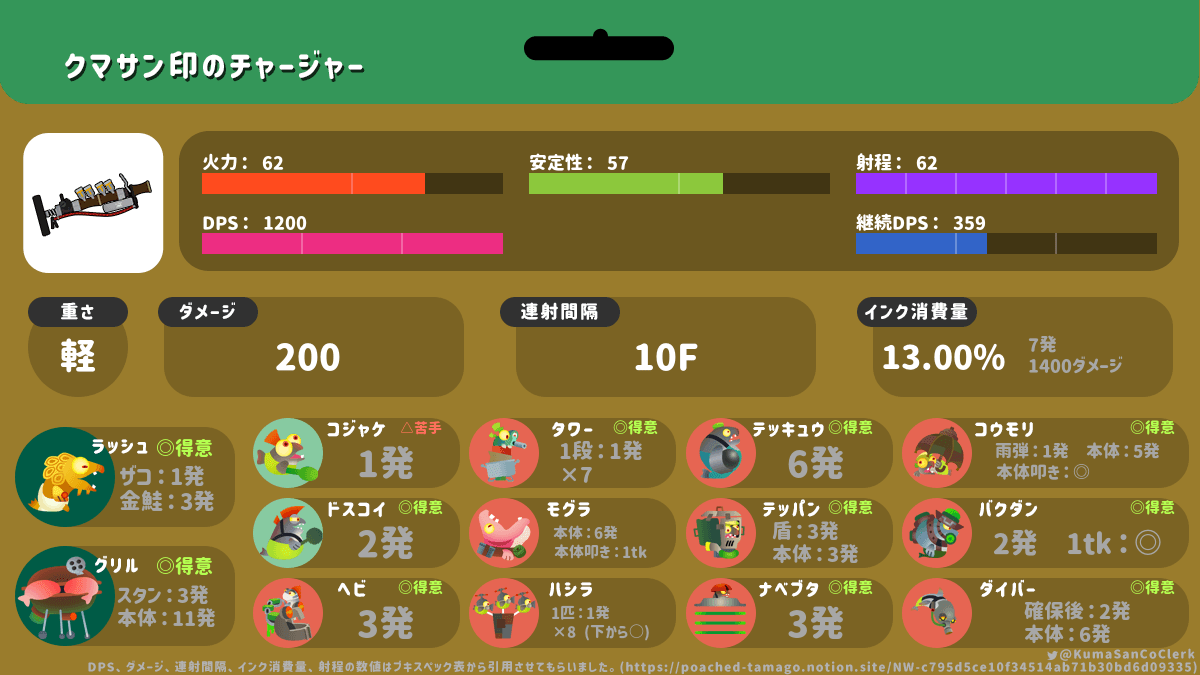 クマサン印のチャージャー
火力： 62
安定性： 57
射程： 62
DPS： 1200
継続DPS： 359
重さ
軽
ダメージ
200
連射間隔
10F
インク消費量
13.00%
7発
1400ダメージ
ラッシュ ◎得意
ザコ：1発
金鮭：3発
グリル ◎得意
スタン：3発
本体：11発
コジャケ △苦手
1発
ドスコイ ◎得意
2発
ヘビ ◎得意
3発
タワー ◎得意
1段：1発
×7
モグラ
本体：6発
本体叩き：1tk
ハシラ
1匹：1発
×8 (下から○)
テッキュウ ◎得意
6発
テッパン ◎得意
盾：3発
本体：3発
ナベブタ ◎得意
3発
コウモリ ◎得意
雨弾：1発 本体：5発
本体叩き：◎
バクダン ◎得意
2発 1tk：◎
ダイバー ◎得意
確保後：2発
本体：6発
@KumaSanCoClerk
DPS、ダメージ、連射間隔、インク消費量、射程の数値はブキスペック表から引用させてもらいました。(https://poached-tamago.notion.site/NW-c795d5ce10f34514ab71b30bd6d09335)